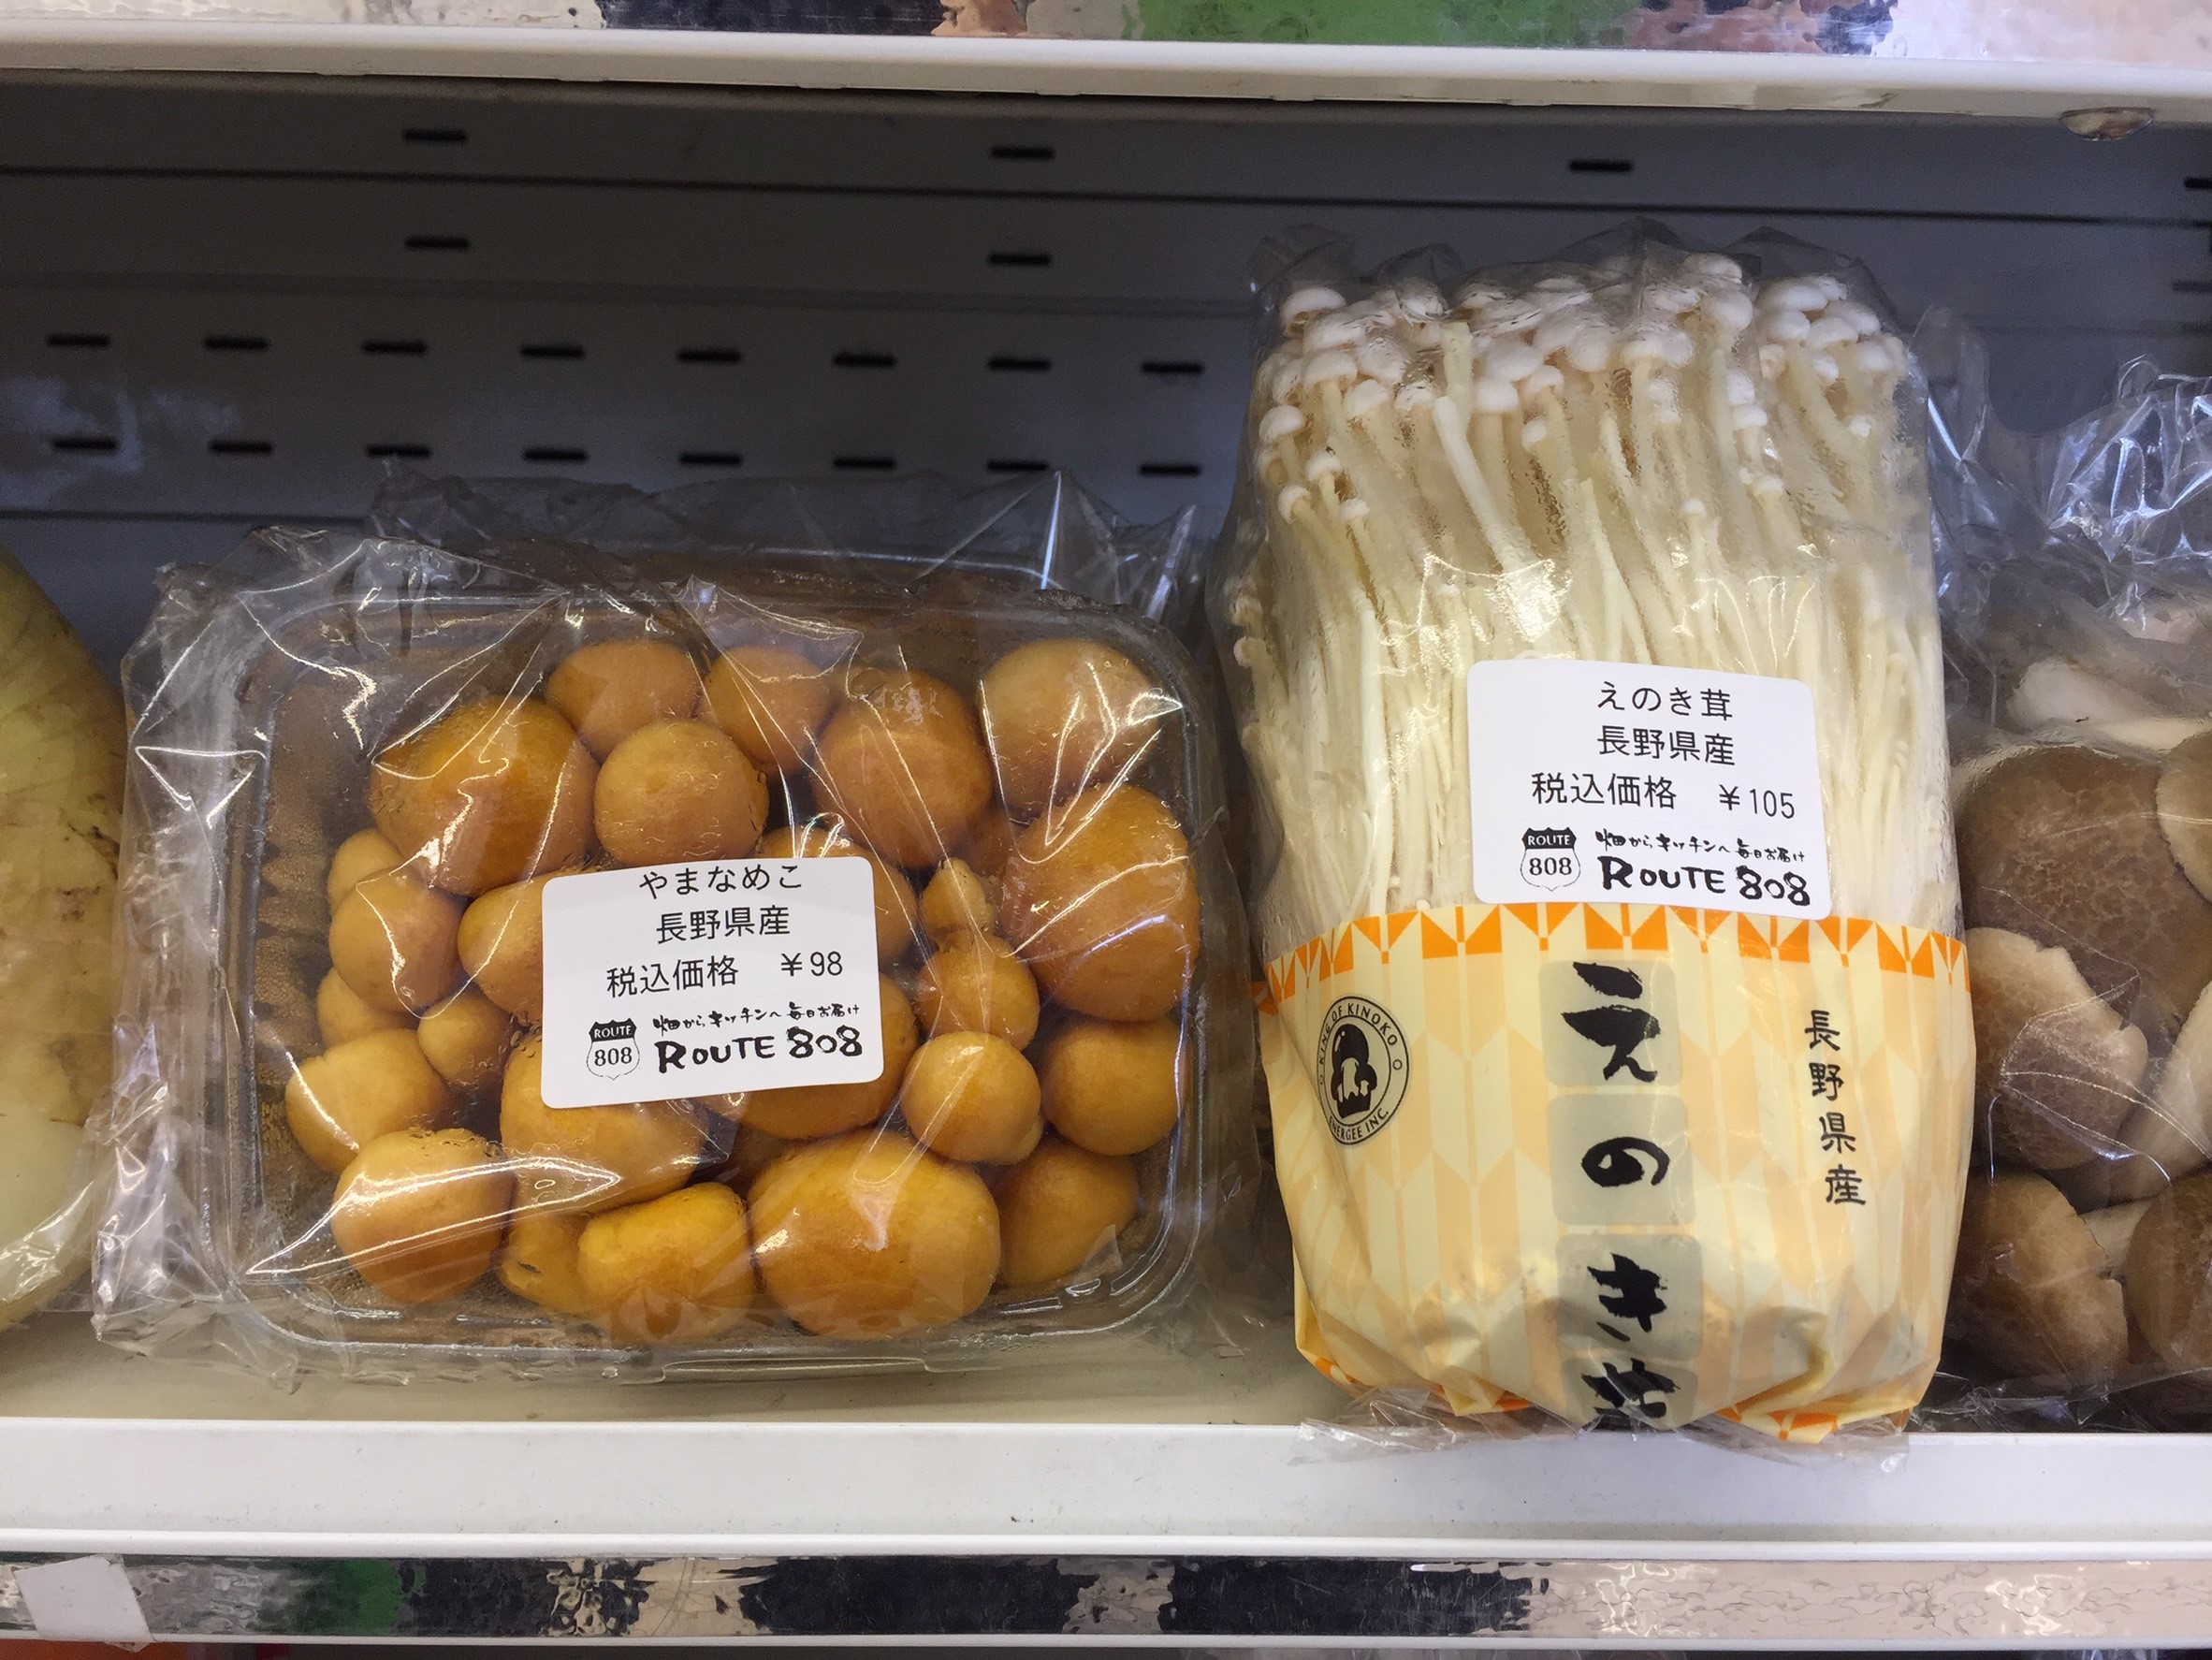 やまなめこ
長野県産
税込価格 ¥98
ROUTE
808
畑からキッチンへ毎日お届け
ROUTE 808
えのき茸
長野県産
税込価格 ¥105
ROUTE
808
畑からキッチンへ毎日お届け
ROUTE 808
えのき茸
長野県産
KING OF KINOKO
ENERGEE INC.